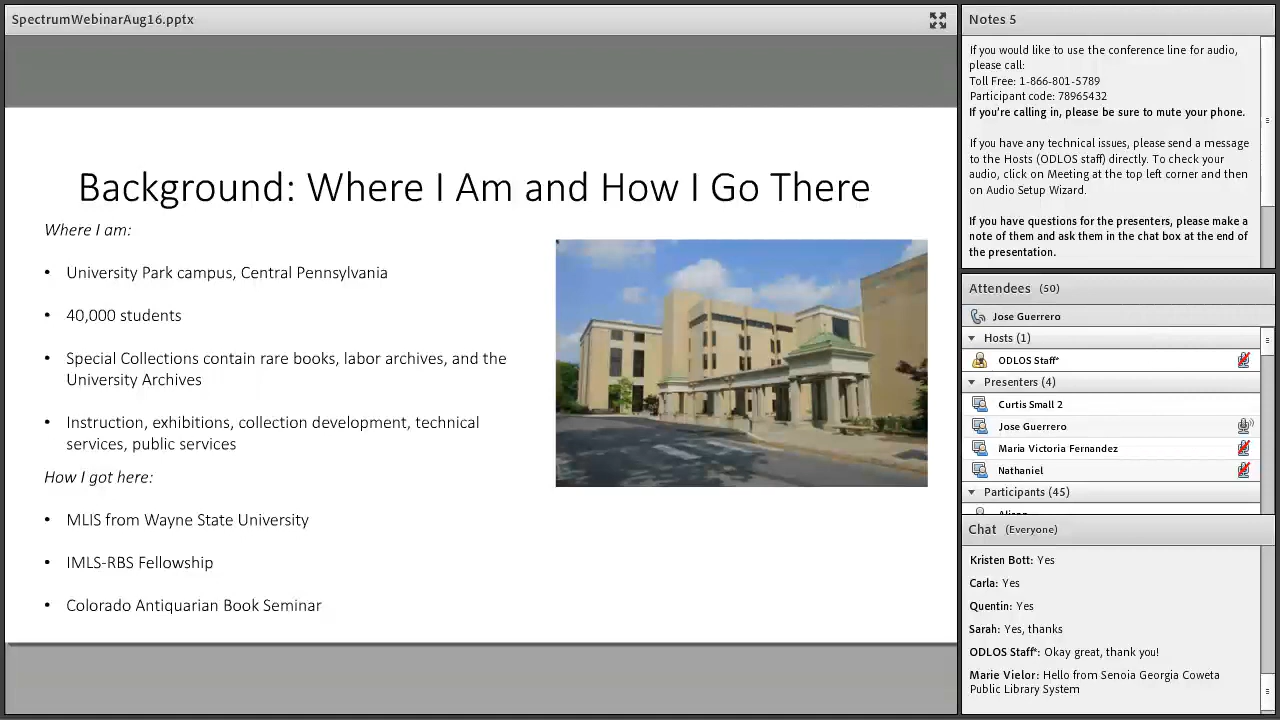 SpectrumWebinarAug16.pptx
Background: Where I Am and How I Go There
Where I am:
• University Park campus, Central Pennsylvania
• 40,000 students
• Special Collections contain rare books, labor archives, and the
University Archives
• Instruction, exhibitions, collection development, technical
services, public services
How I got here:
• MLIS from Wayne State University
• IMLS-RBS Fellowship
• Colorado Antiquarian Book Seminar
Notes 5
If you would like to use the conference line for audio,
please call:
Toll Free: 1-866-801-5789
Participant code: 78965432
If you're calling in, please be sure to mute your phone.
If you have any technical issues, please send a message
to the Hosts (ODLOS staff) directly. To check your
audio, click on Meeting at the top left corner and then
on Audio Setup Wizard.
If you have questions for the presenters, please make a
note of them and ask them in the chat box at the end of
the presentation.
Attendees (50)
Jose Guerrero
Hosts (1)
ODLOS Staff*
Presenters (4)
Curtis Small 2
Jose Guerrero
Maria Victoria Fernandez
Nathaniel
Participants (45)
Chat (Everyone)
Kristen Bott: Yes
Carla: Yes
Quentin: Yes
Sarah: Yes, thanks
ODLOS Staff*: Okay great, thank you!
Marie Vielor: Hello from Senoia Georgia Coweta
Public Library System